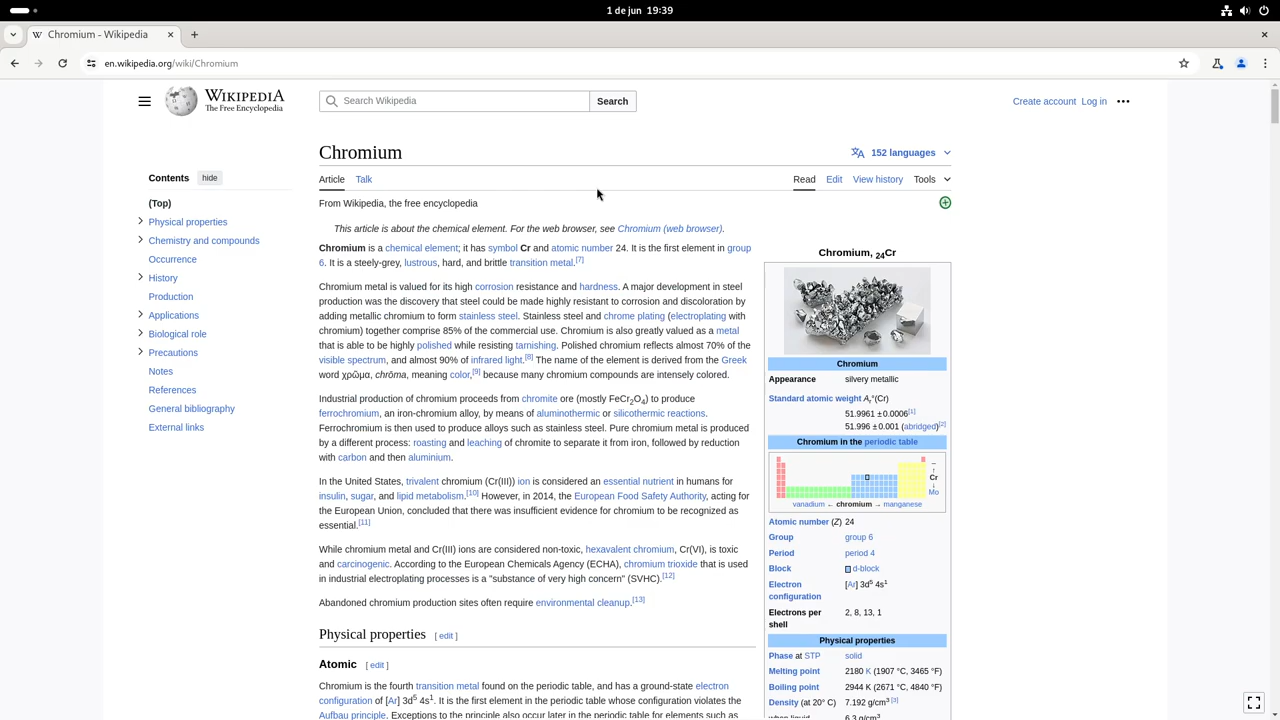 1 de jun 19:39
Chromium - Wikipedia
en.wikipedia.org/wiki/Chromium
WIKIPEDIA
The Free Encyclopedia
Search Wikipedia
Search
Create account Log in
Contents hide
(Top)
Physical properties
Chemistry and compounds
Occurrence
History
Production
Applications
Biological role
Precautions
Notes
References
General bibliography
External links
Chromium
152 languages
Article Talk
Read Edit View history Tools
From Wikipedia, the free encyclopedia
This article is about the chemical element. For the web browser, see Chromium (web browser).
Chromium is a chemical element; it has symbol Cr and atomic number 24. It is the first element in group
6. It is a steely-grey, lustrous, hard, and brittle transition metal.[7]
Chromium metal is valued for its high corrosion resistance and hardness. A major development in steel
production was the discovery that steel could be made highly resistant to corrosion and discoloration by
adding metallic chromium to form stainless steel. Stainless steel and chrome plating (electroplating with
chromium) together comprise 85% of the commercial use. Chromium is also greatly valued as a metal
that is able to be highly polished while resisting tarnishing. Polished chromium reflects almost 70% of the
visible spectrum, and almost 90% of infrared light.[8] The name of the element is derived from the Greek
word χρῶμα, chrōma, meaning color,[9] because many chromium compounds are intensely colored.
Industrial production of chromium proceeds from chromite ore (mostly FeCr2O4) to produce
ferrochromium, an iron-chromium alloy, by means of aluminothermic or silicothermic reactions.
Ferrochromium is then used to produce alloys such as stainless steel. Pure chromium metal is produced
by a different process: roasting and leaching of chromite to separate it from iron, followed by reduction
with carbon and then aluminium.
In the United States, trivalent chromium (Cr(III)) ion is considered an essential nutrient in humans for
insulin, sugar, and lipid metabolism.[10] However, in 2014, the European Food Safety Authority, acting for
the European Union, concluded that there was insufficient evidence for chromium to be recognized as
essential.[11]
While chromium metal and Cr(III) ions are considered non-toxic, hexavalent chromium, Cr(VI), is toxic
and carcinogenic. According to the European Chemicals Agency (ECHA), chromium trioxide that is used
in industrial electroplating processes is a "substance of very high concern" (SVHC).[12]
Abandoned chromium production sites often require environmental cleanup.[13]
Physical properties [ edit ]
Atomic [ edit ]
Chromium is the fourth transition metal found on the periodic table, and has a ground-state electron
configuration of [Ar] 3d5 4s1. It is the first element in the periodic table whose configuration violates the
Aufbau principle. Exceptions to the principle also occur later in the periodic table for elements such as
Chromium, 24Cr
Chromium
Appearance silvery metallic
Standard atomic weight Ar°(Cr)
51.9961 ± 0.0006[1]
51.996 ± 0.001 (abridged)[2]
Chromium in the periodic table
–
↑
Cr
↓
Mo
vanadium ← chromium → manganese
Atomic number (Z) 24
Group group 6
Period period 4
Block d-block
Electron configuration [Ar] 3d5 4s1
Electrons per shell 2, 8, 13, 1
Physical properties
Phase at STP solid
Melting point 2180 K (1907 °C, 3465 °F)
Boiling point 2944 K (2671 °C, 4840 °F)
Density (at 20° C) 7.192 g/cm3 [3]
when liquid 6.3 g/cm3